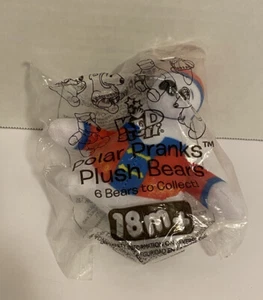 Polar Pranks™
Plush Bears
6 Bears to Collect!
18m+